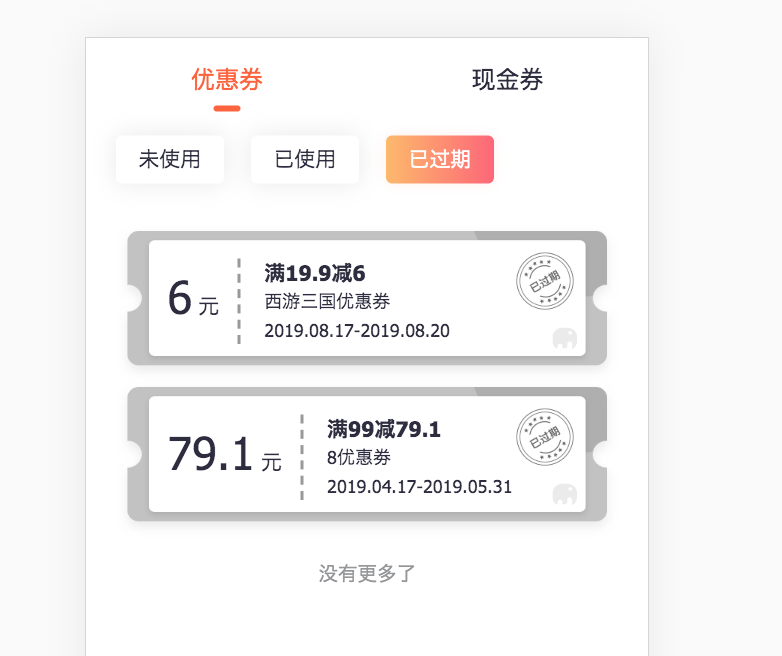 优惠券 现金券
未使用 已使用 已过期
6 元
满19.9减6
西游三国优惠券
2019.08.17-2019.08.20
已过期
79.1 元
满99减79.1
8优惠券
2019.04.17-2019.05.31
已过期
没有更多了